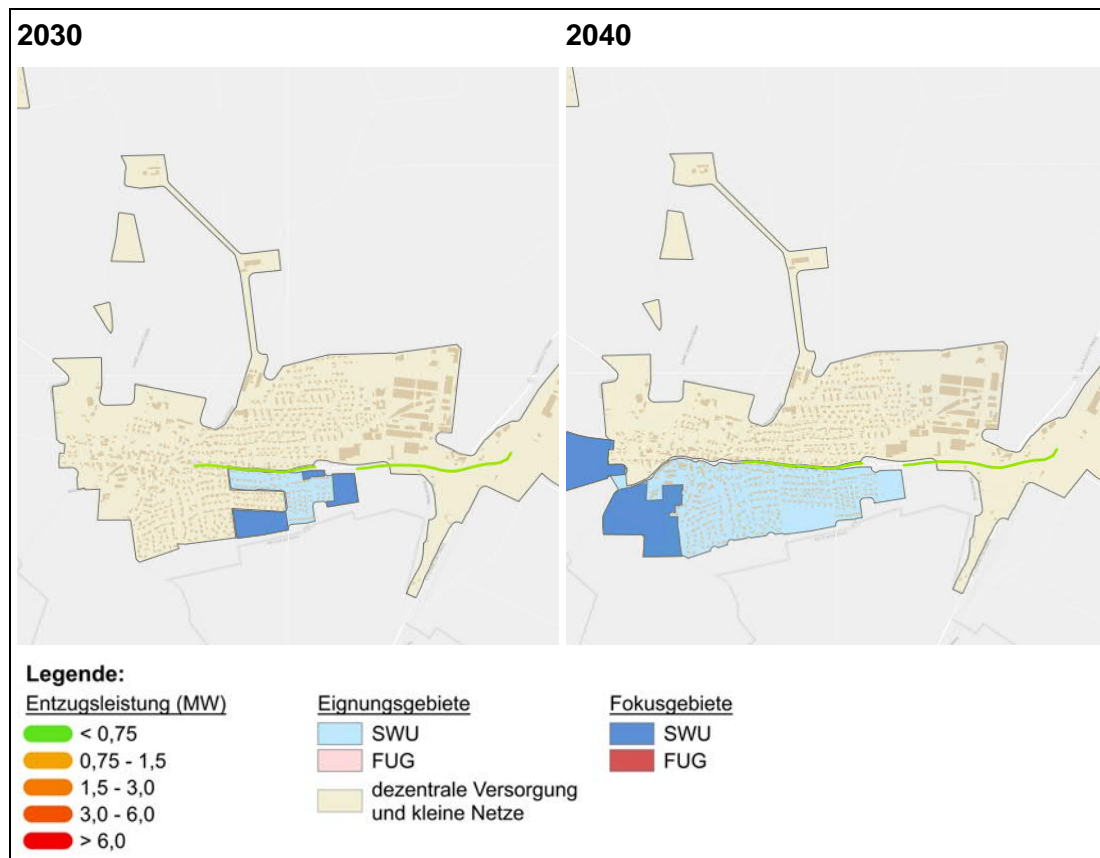 2030
2040
Legende:
Entzugsleistung (MW)
< 0,75
0,75 - 1,5
1,5 - 3,0
3,0 - 6,0
> 6,0
Eignungsgebiete
SWU
FUG
dezentrale Versorgung
und kleine Netze
Fokusgebiete
SWU
FUG